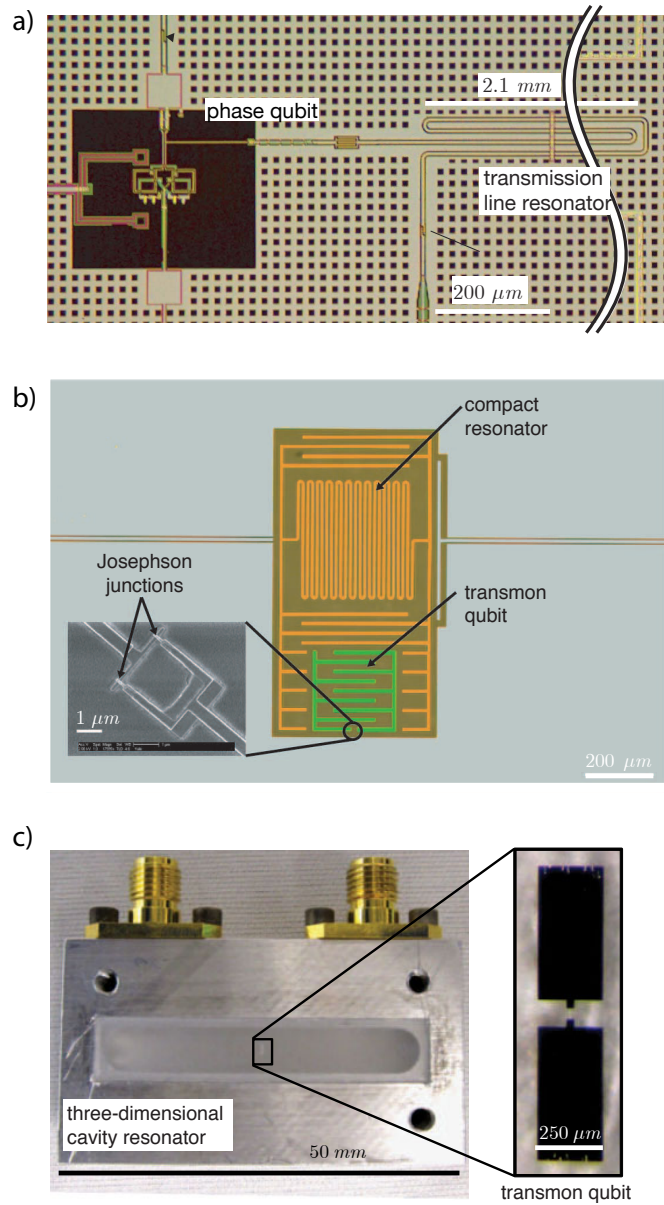 a)
2.1 mm
phase qubit
transmission
line resonator
200 μm
b)
compact
resonator
Josephson
junctions
transmon
qubit
1 μm
200 μm
c)
three-dimensional
cavity resonator
50 mm
250 μm
transmon qubit